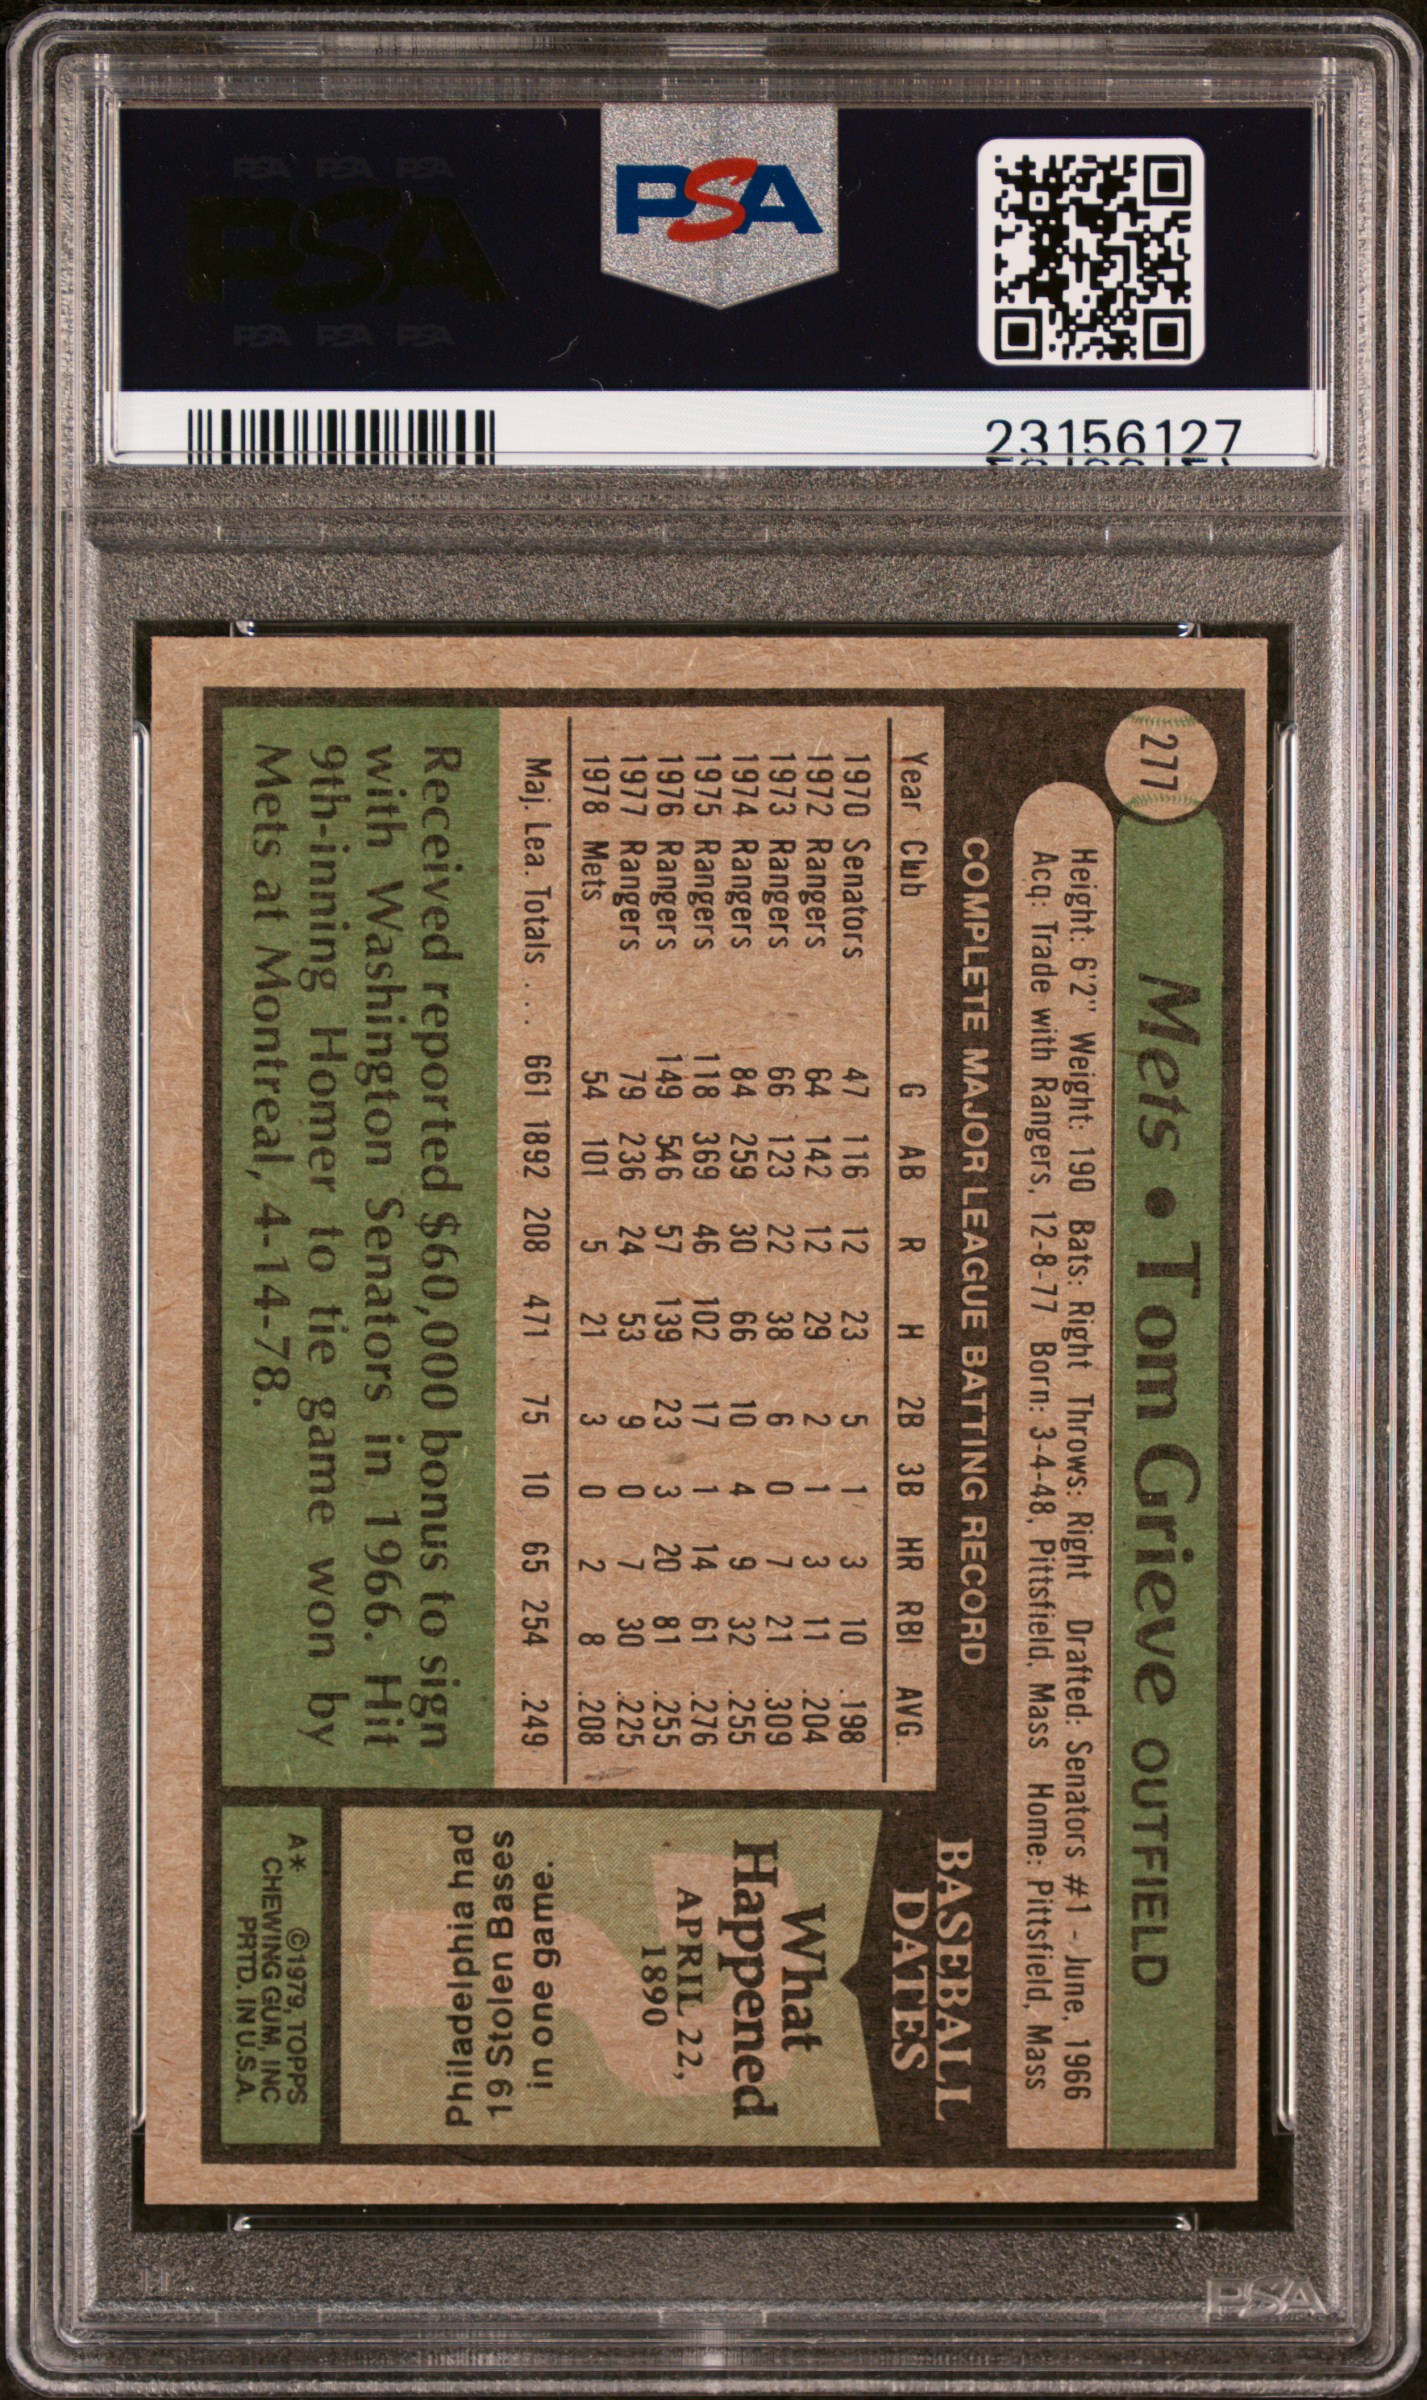 PSA PSA PSA
PSA
PSA PSA PSA
PSA
23156127
277
Mets • Tom Grieve OUTFIELD
Height: 6'2" Weight: 190 Bats: Right Throws: Right Drafted: Senators #1 - June, 1966
Acq: Trade with Rangers, 12-8-77 Born: 3-4-48, Pittsfield, Mass Home: Pittsfield, Mass
COMPLETE MAJOR LEAGUE BATTING RECORD
Year Club G AB R H 2B 3B HR RBI AVG.
1970 Senators 47 116 12 23 5 1 3 10 .198
1972 Rangers 64 142 12 29 2 1 3 11 .204
1973 Rangers 66 123 22 38 6 0 7 21 .309
1974 Rangers 84 259 30 66 10 4 9 32 .255
1975 Rangers 118 369 46 102 17 1 14 61 .276
1976 Rangers 149 546 57 139 23 3 20 81 .255
1977 Rangers 79 236 24 53 9 0 7 30 .225
1978 Mets 54 101 5 21 3 0 2 8 .208
Maj. Lea. Totals . . . 661 1892 208 471 75 10 65 254 .249
Received reported $60,000 bonus to sign
with Washington Senators in 1966. Hit
9th-inning Homer to tie game won by
Mets at Montreal, 4-14-78.
BASEBALL
DATES
What
Happened
APRIL 22,
1890
Philadelphia had
19 Stolen Bases
in one game.
A* ©1979, TOPPS
CHEWING GUM, INC
PRTD. IN U.S.A.
PSA